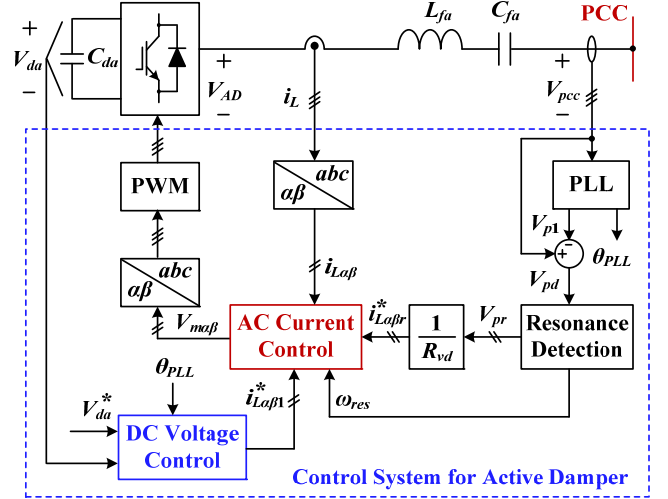 L_fa
C_fa
PCC
+
V_da
−
C_da
+
V_AD
−
i_L
+
V_pcc
−
abc
αβ
PWM
PLL
V_p1
θ_PLL
−
+
V_pd
abc
αβ
i_Lαβ
V_mαβ
AC Current
Control
i*_Lαβr
1
R_vd
V_pr
Resonance
Detection
θ_PLL
V_da*
i*_Lαβ1
ω_res
DC Voltage
Control
Control System for Active Damper